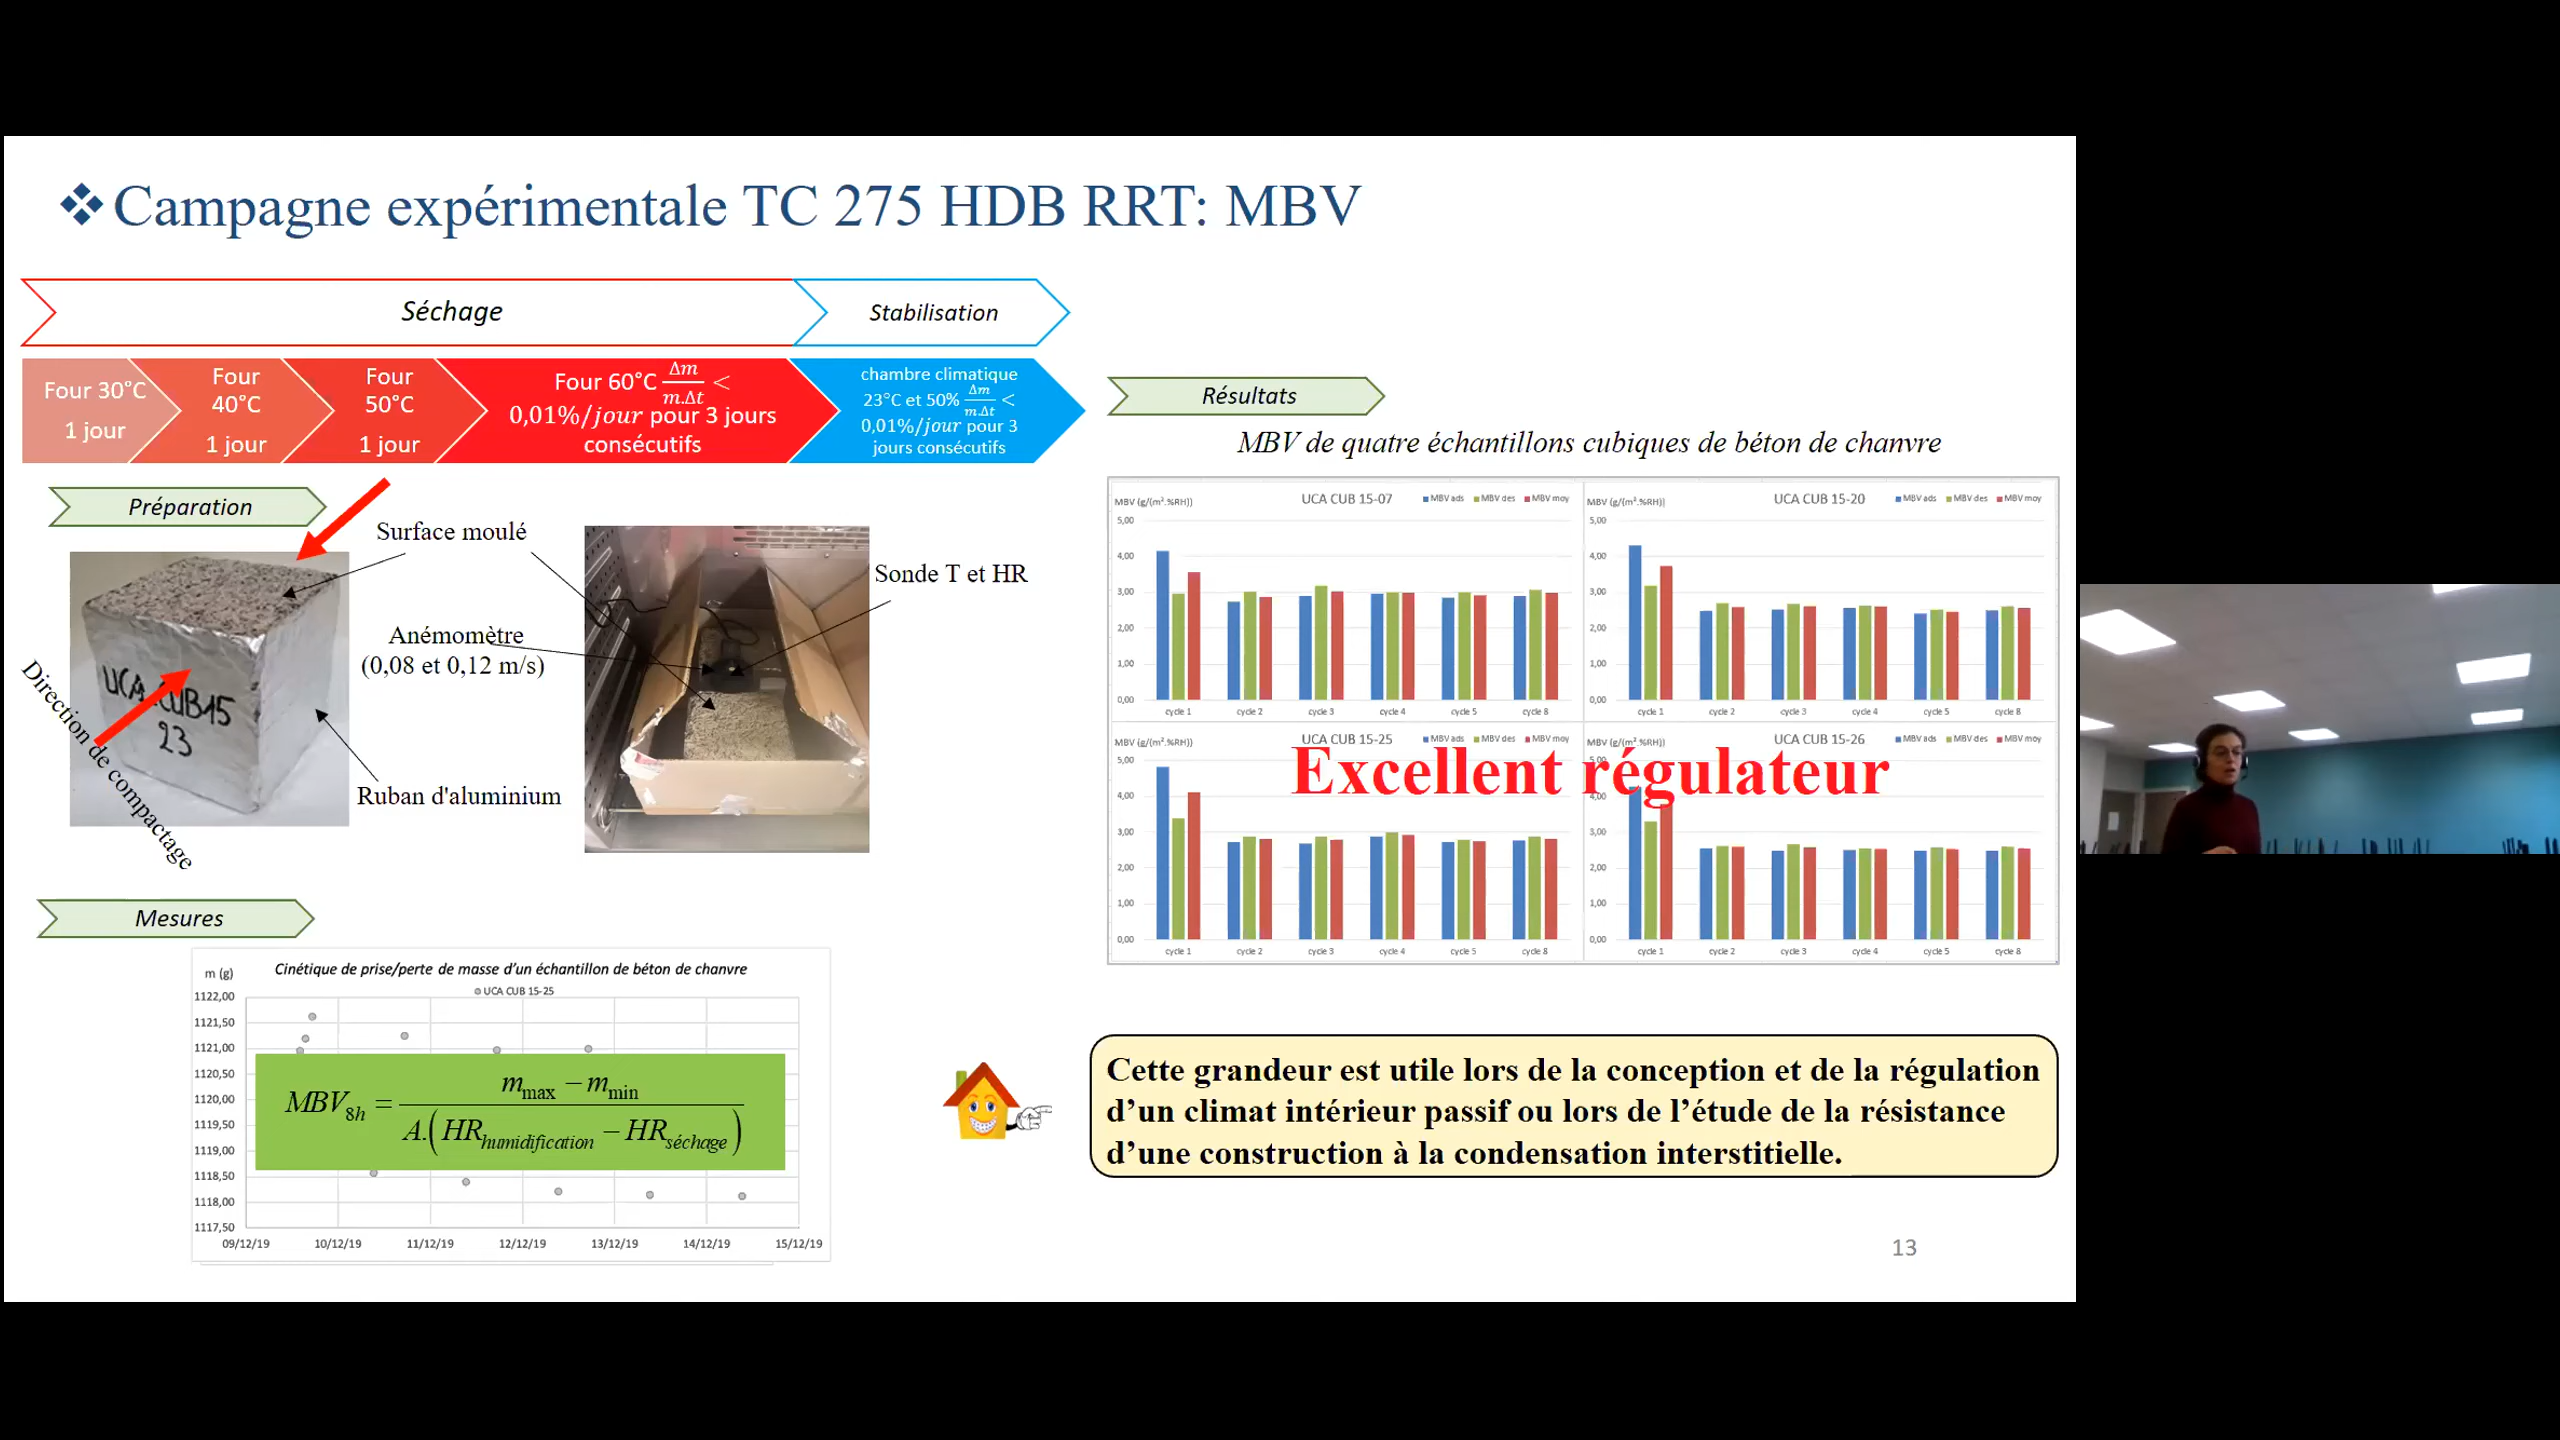 ❖Campagne expérimentale TC 275 HDB RRT: MBV
Séchage
Stabilisation
Four 30°C
1 jour
Four
40°C
1 jour
Four
50°C
1 jour
Four 60°C Δm/m.Δt <
0,01%/jour pour 3 jours
consécutifs
chambre climatique
23°C et 50% Δm/m.Δt <
0,01%/jour pour 3
jours consécutifs
Préparation
Surface moulé
Anémomètre
(0,08 et 0,12 m/s)
Sonde T et HR
Direction de compactage
UCA CUB15
23
Ruban d'aluminium
Mesures
Cinétique de prise/perte de masse d'un échantillon de béton de chanvre
m (g)
UCA CUB 15-25
1122,00
1121,50
1121,00
1120,50
1120,00
1119,50
1119,00
1118,50
1118,00
1117,50
09/12/19 10/12/19 11/12/19 12/12/19 13/12/19 14/12/19 15/12/19
MBV8h = (mmax − mmin) / (A.(HRhumidification − HRséchage))
Résultats
MBV de quatre échantillons cubiques de béton de chanvre
MBV (g/(m².%RH)) UCA CUB 15-07 MBV ads MBV des MBV moy
5,00
4,00
3,00
2,00
1,00
0,00
cycle 1 cycle 2 cycle 3 cycle 4 cycle 5 cycle 8
MBV (g/(m².%RH)) UCA CUB 15-20 MBV ads MBV des MBV moy
5,00
4,00
3,00
2,00
1,00
0,00
cycle 1 cycle 2 cycle 3 cycle 4 cycle 5 cycle 8
MBV (g/(m².%RH)) UCA CUB 15-25 MBV ads MBV des MBV moy
5,00
4,00
3,00
2,00
1,00
0,00
cycle 1 cycle 2 cycle 3 cycle 4 cycle 5 cycle 8
MBV (g/(m².%RH)) UCA CUB 15-26 MBV ads MBV des MBV moy
5,00
4,00
3,00
2,00
1,00
0,00
cycle 1 cycle 2 cycle 3 cycle 4 cycle 5 cycle 8
Excellent régulateur
Cette grandeur est utile lors de la conception et de la régulation
d'un climat intérieur passif ou lors de l'étude de la résistance
d'une construction à la condensation interstitielle.
13